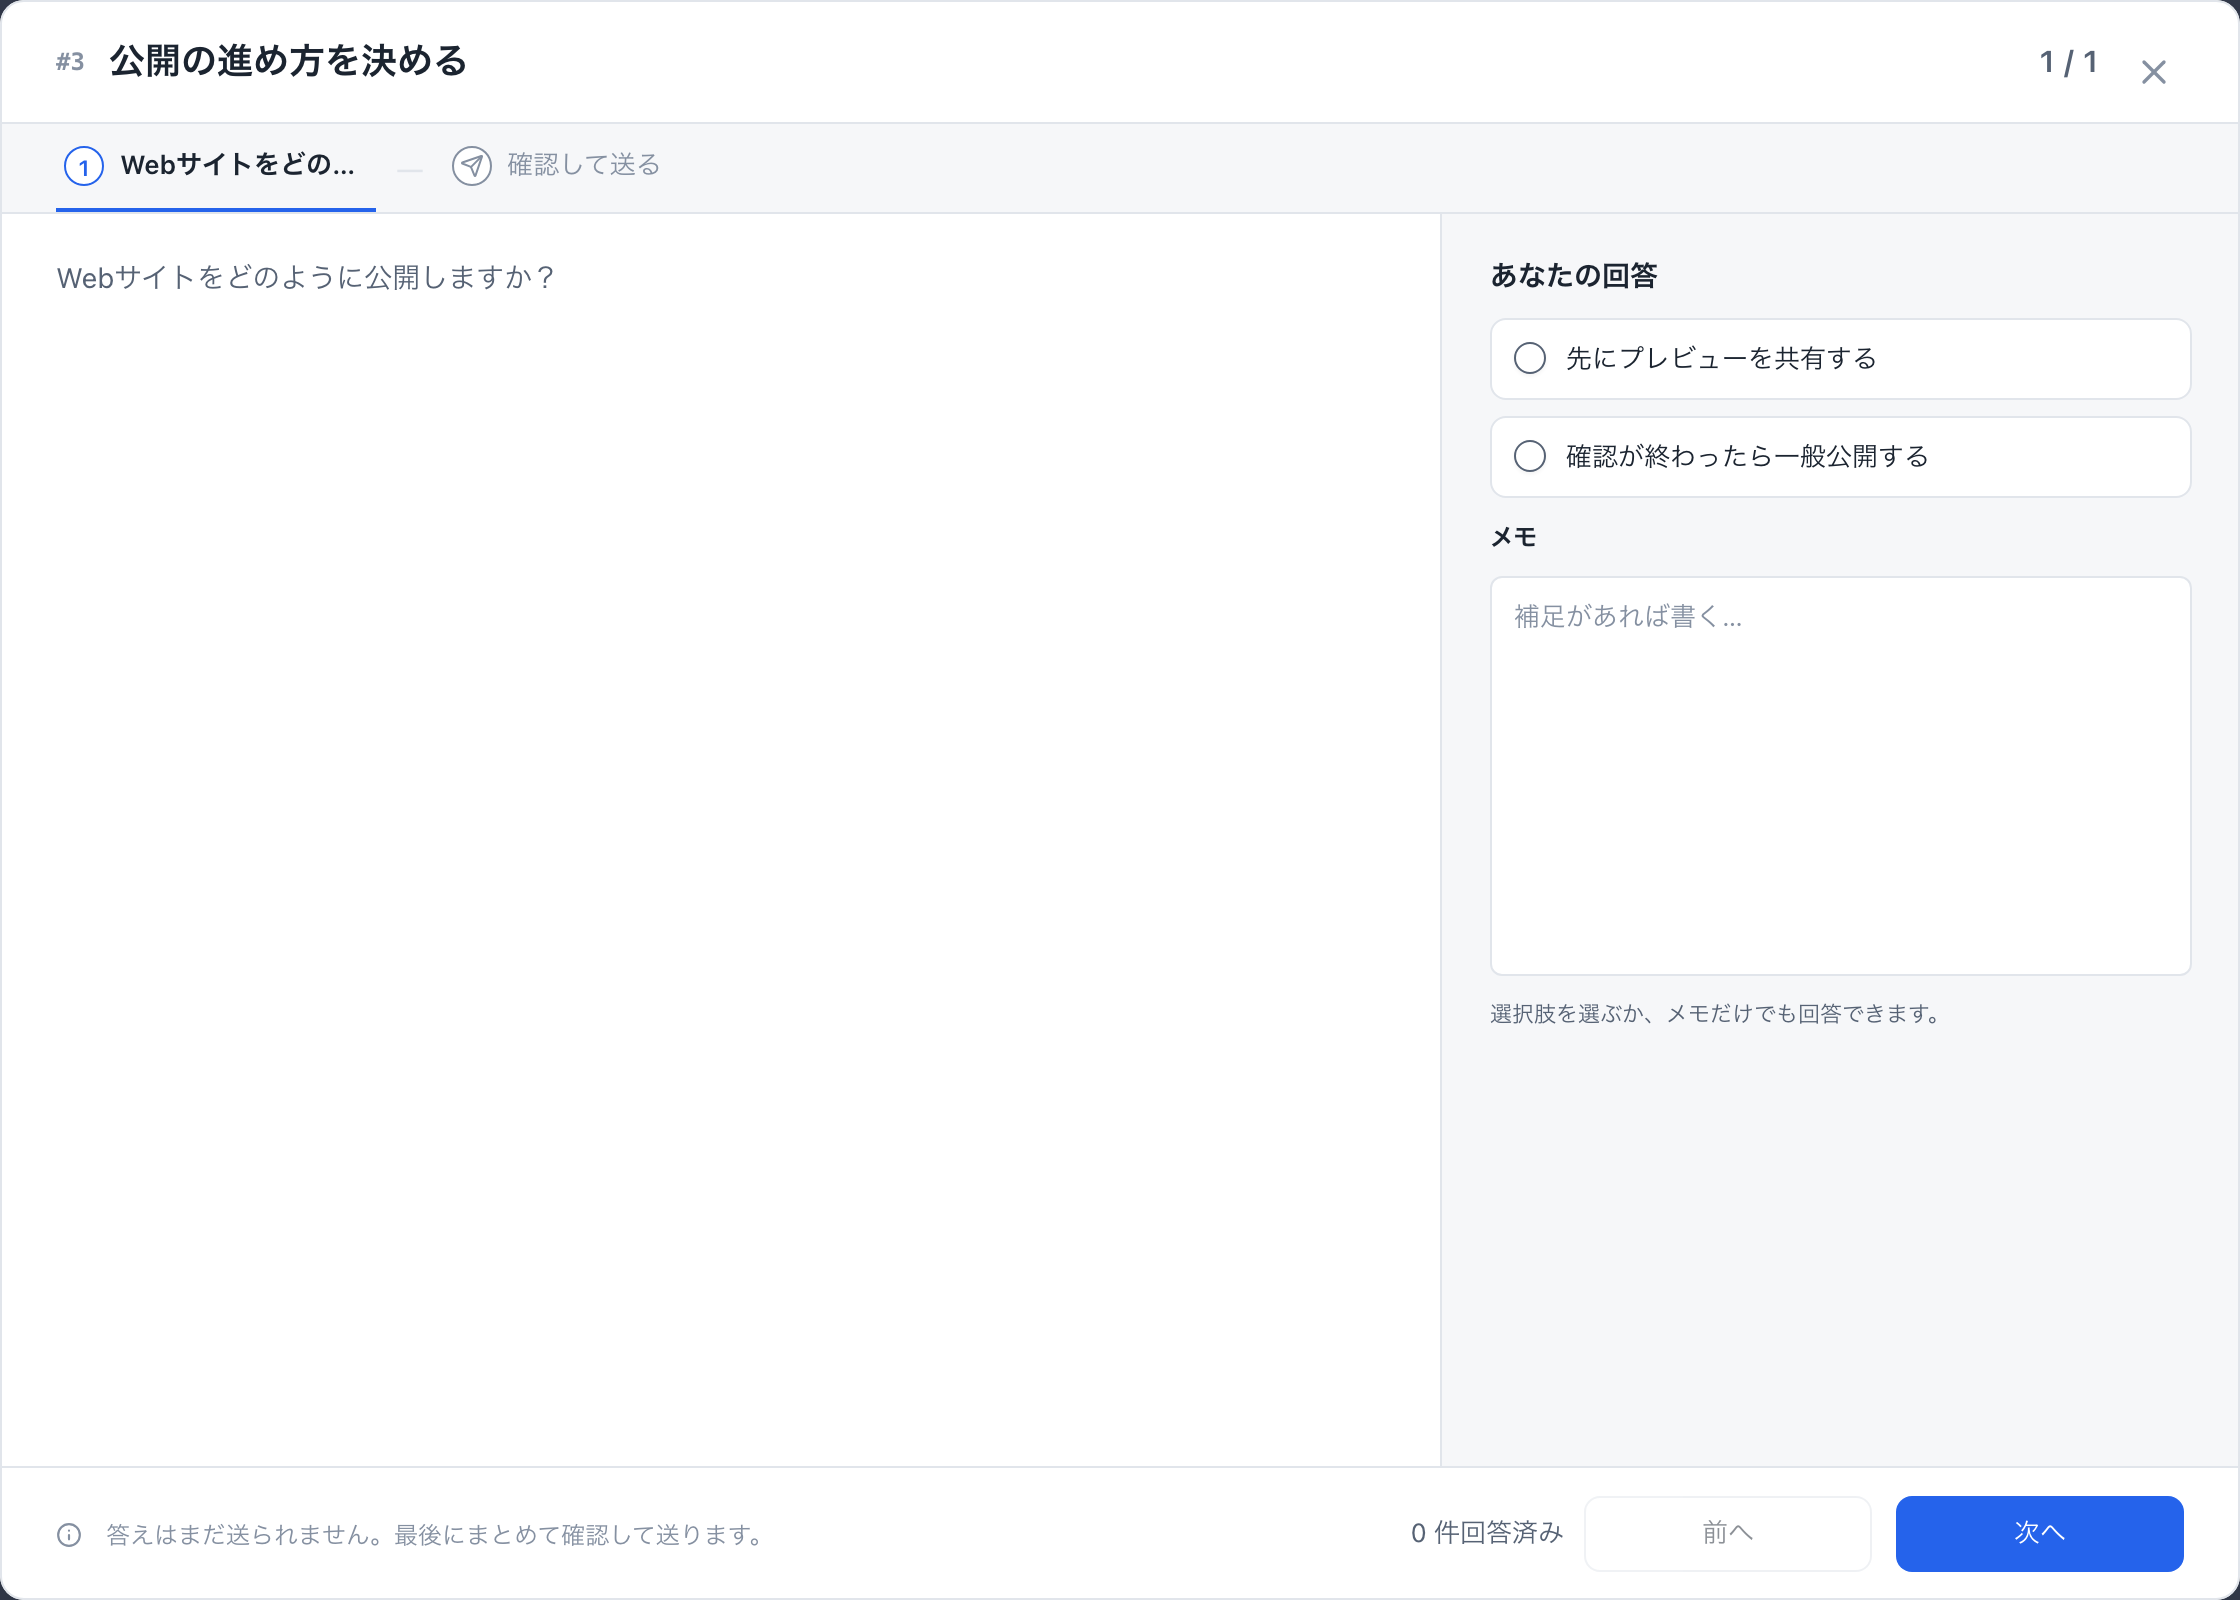 #3 公開の進め方を決める
1 / 1
1 Webサイトをどの...
確認して送る
Webサイトをどのように公開しますか？
あなたの回答
先にプレビューを共有する
確認が終わったら一般公開する
メモ
補足があれば書く...
選択肢を選ぶか、メモだけでも回答できます。
答えはまだ送られません。最後にまとめて確認して送ります。
0 件回答済み
前へ
次へ